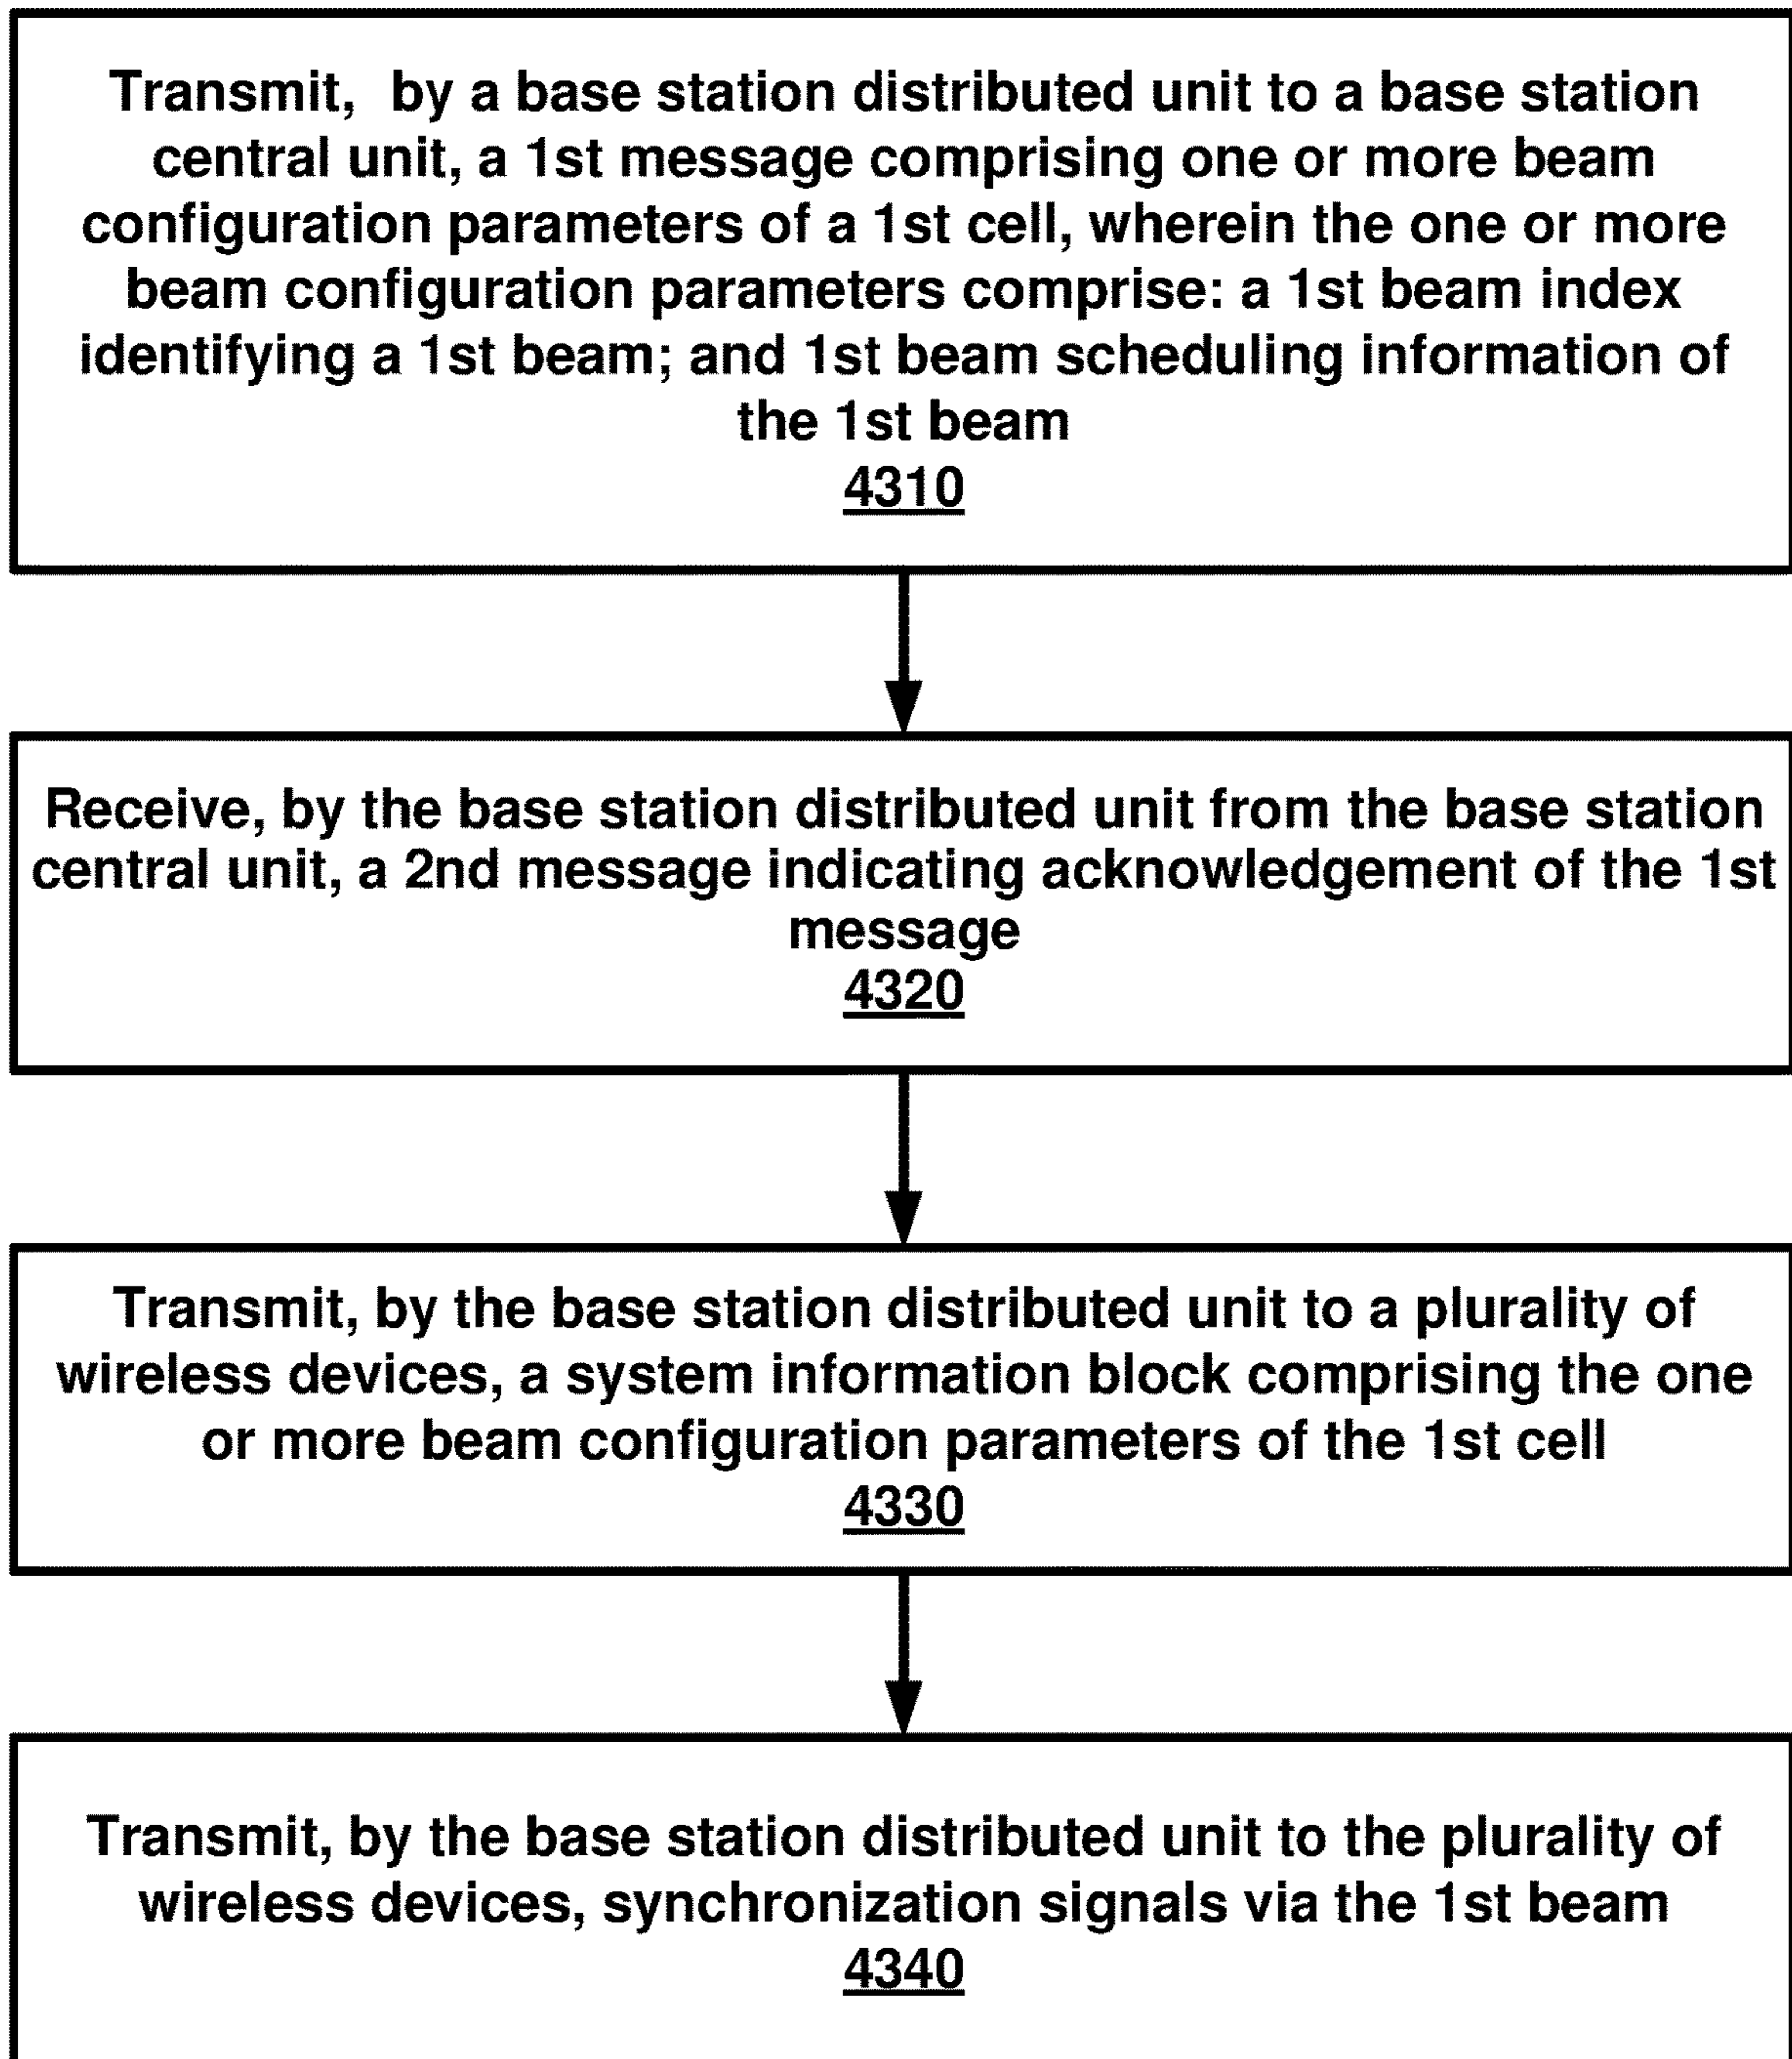 Transmit, by a base station distributed unit to a base station
central unit, a 1st message comprising one or more beam
configuration parameters of a 1st cell, wherein the one or more
beam configuration parameters comprise: a 1st beam index
identifying a 1st beam; and 1st beam scheduling information of
the 1st beam
4310
Receive, by the base station distributed unit from the base station
central unit, a 2nd message indicating acknowledgement of the 1st
message
4320
Transmit, by the base station distributed unit to a plurality of
wireless devices, a system information block comprising the one
or more beam configuration parameters of the 1st cell
4330
Transmit, by the base station distributed unit to the plurality of
wireless devices, synchronization signals via the 1st beam
4340